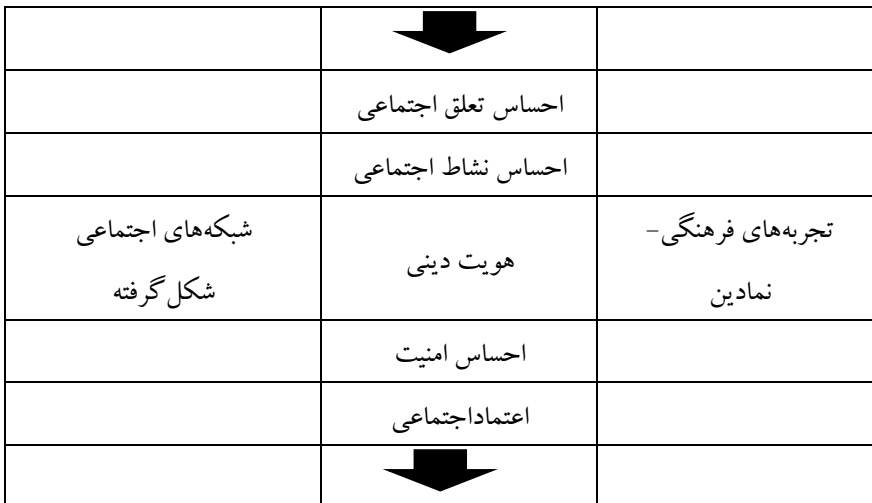 احساس تعلق اجتماعی
احساس نشاط اجتماعی
تجربه‌های فرهنگی-
نمادین
هویت دینی
شبکه‌های اجتماعی
شکل‌گرفته
احساس امنیت
اعتماداجتماعی